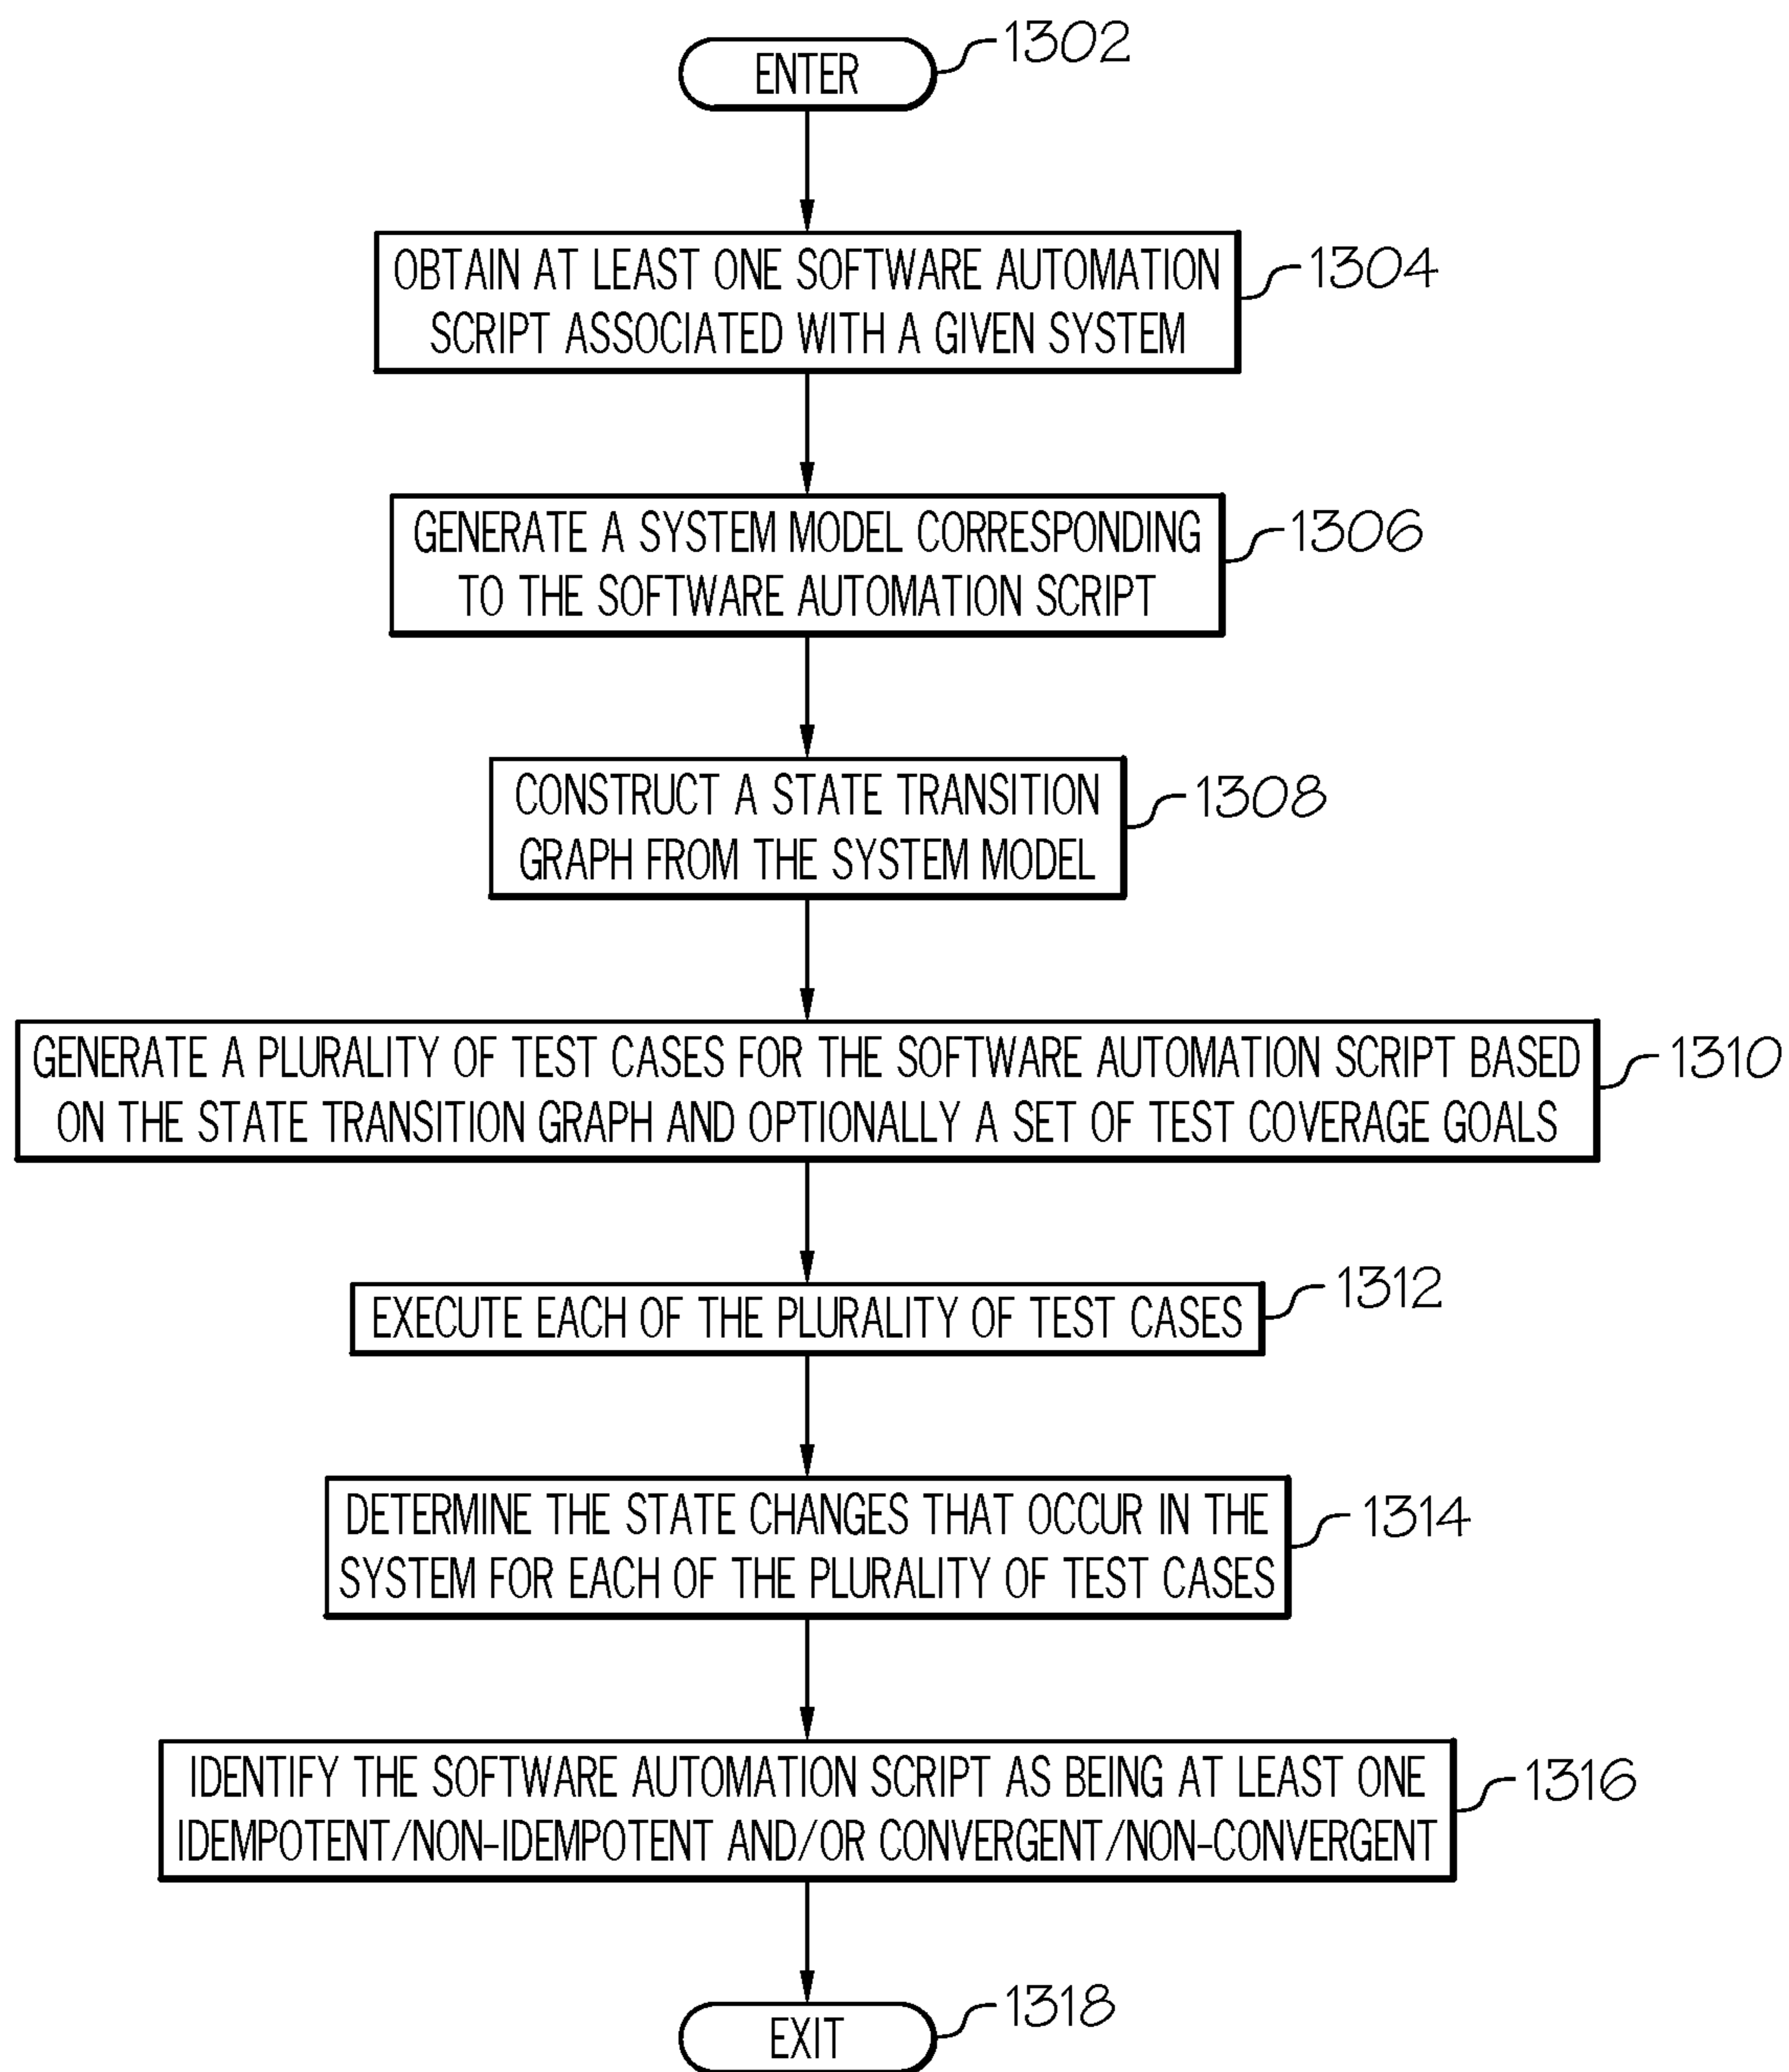 ENTER
1302
OBTAIN AT LEAST ONE SOFTWARE AUTOMATION
SCRIPT ASSOCIATED WITH A GIVEN SYSTEM
1304
GENERATE A SYSTEM MODEL CORRESPONDING
TO THE SOFTWARE AUTOMATION SCRIPT
1306
CONSTRUCT A STATE TRANSITION
GRAPH FROM THE SYSTEM MODEL
1308
GENERATE A PLURALITY OF TEST CASES FOR THE SOFTWARE AUTOMATION SCRIPT BASED
ON THE STATE TRANSITION GRAPH AND OPTIONALLY A SET OF TEST COVERAGE GOALS
1310
EXECUTE EACH OF THE PLURALITY OF TEST CASES
1312
DETERMINE THE STATE CHANGES THAT OCCUR IN THE
SYSTEM FOR EACH OF THE PLURALITY OF TEST CASES
1314
IDENTIFY THE SOFTWARE AUTOMATION SCRIPT AS BEING AT LEAST ONE
IDEMPOTENT/NON-IDEMPOTENT AND/OR CONVERGENT/NON-CONVERGENT
1316
EXIT
1318